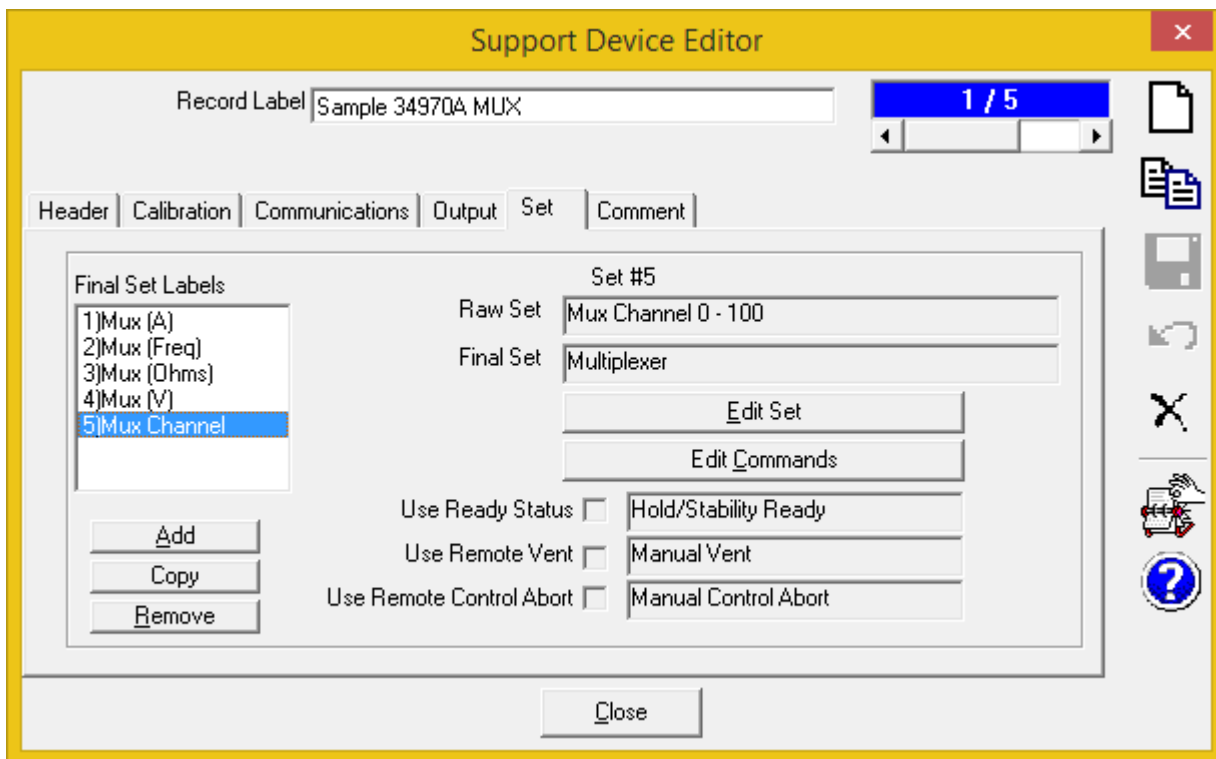 Support Device Editor
Record Label Sample 34970A MUX
1 / 5
Header Calibration Communications Output Set Comment
Final Set Labels
1)Mux (A)
2)Mux (Freq)
3)Mux (Ohms)
4)Mux (V)
5)Mux Channel
Add
Copy
Remove
Set #5
Raw Set Mux Channel 0 - 100
Final Set Multiplexer
Edit Set
Edit Commands
Use Ready Status Hold/Stability Ready
Use Remote Vent Manual Vent
Use Remote Control Abort Manual Control Abort
Close